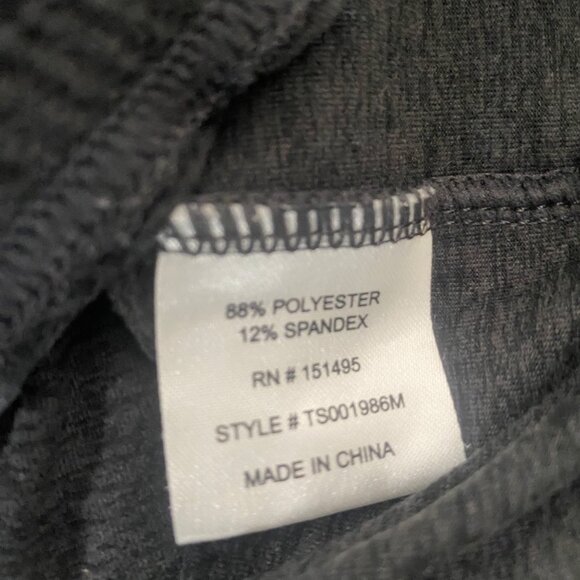 88% POLYESTER
12% SPANDEX
RN # 151495
STYLE # TS001986M
MADE IN CHINA